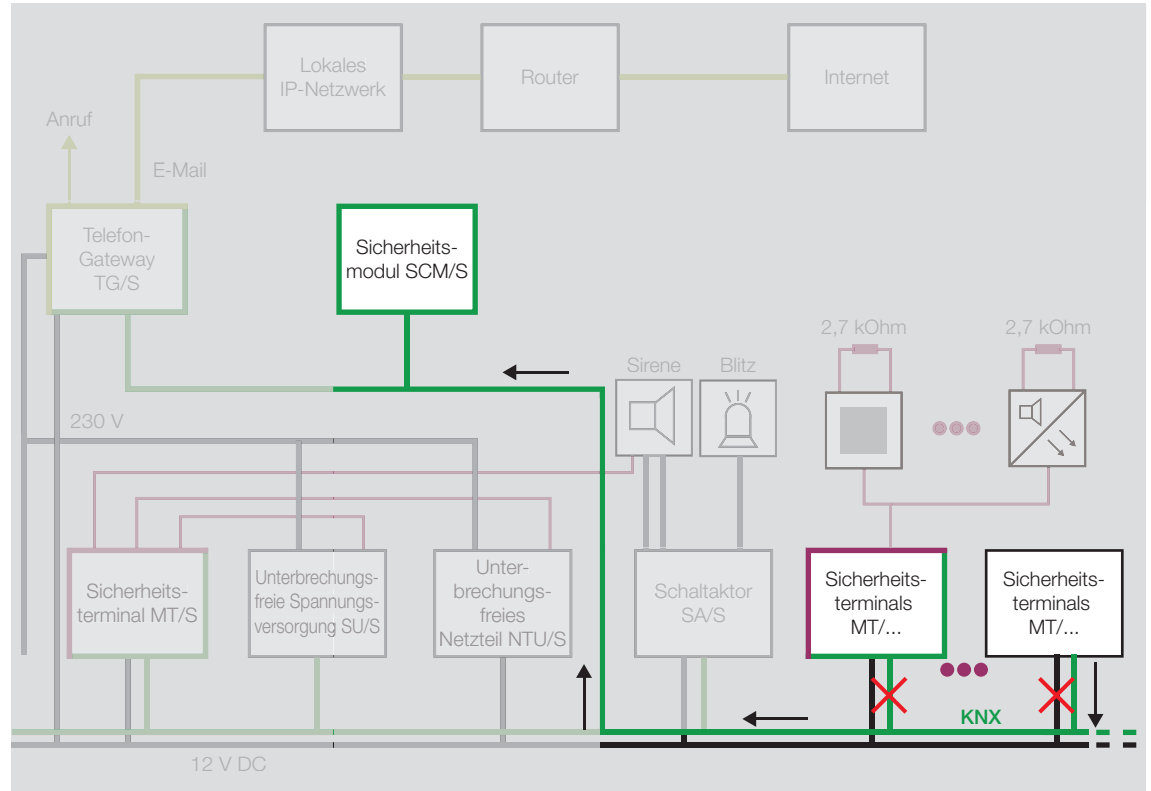 Lokales
IP-Netzwerk
Router
Internet
Anruf
E-Mail
Telefon-
Gateway
TG/S
Sicherheits-
modul SCM/S
2,7 kOhm
2,7 kOhm
Sirene
Blitz
230 V
Sicherheits-
terminal MT/S
Unterbrechungs-
freie Spannungs-
versorgung SU/S
Unter-
brechungs-
freies
Netzteil NTU/S
Schaltaktor
SA/S
Sicherheits-
terminals
MT/...
Sicherheits-
terminals
MT/...
KNX
12 V DC